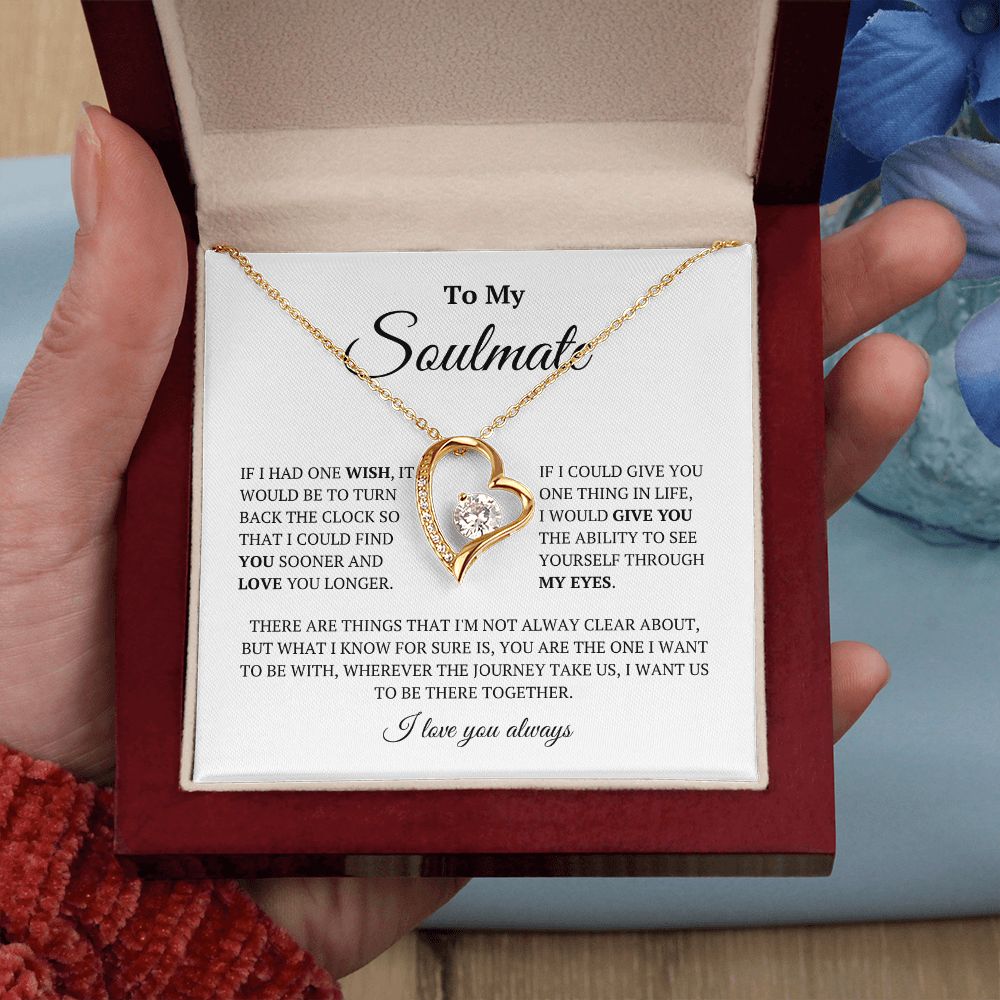 To My
Soulmate
IF I HAD ONE WISH, IT
WOULD BE TO TURN
BACK THE CLOCK SO
THAT I COULD FIND
YOU SOONER AND
LOVE YOU LONGER.
IF I COULD GIVE YOU
ONE THING IN LIFE,
I WOULD GIVE YOU
THE ABILITY TO SEE
YOURSELF THROUGH
MY EYES.
THERE ARE THINGS THAT I'M NOT ALWAY CLEAR ABOUT,
BUT WHAT I KNOW FOR SURE IS, YOU ARE THE ONE I WANT
TO BE WITH, WHEREVER THE JOURNEY TAKE US, I WANT US
TO BE THERE TOGETHER.
I love you always